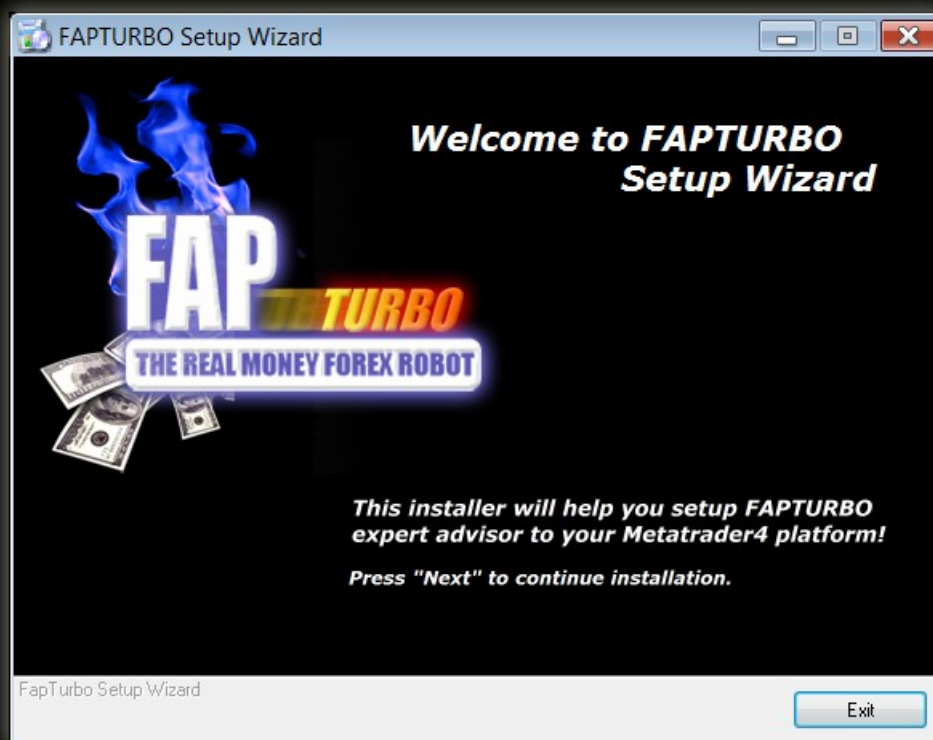 FAPTURBO Setup Wizard
Welcome to FAPTURBO
Setup Wizard
FAP
TURBO
THE REAL MONEY FOREX ROBOT
This installer will help you setup FAPTURBO
expert advisor to your Metatrader4 platform!
Press "Next" to continue installation.
FapTurbo Setup Wizard
Exit